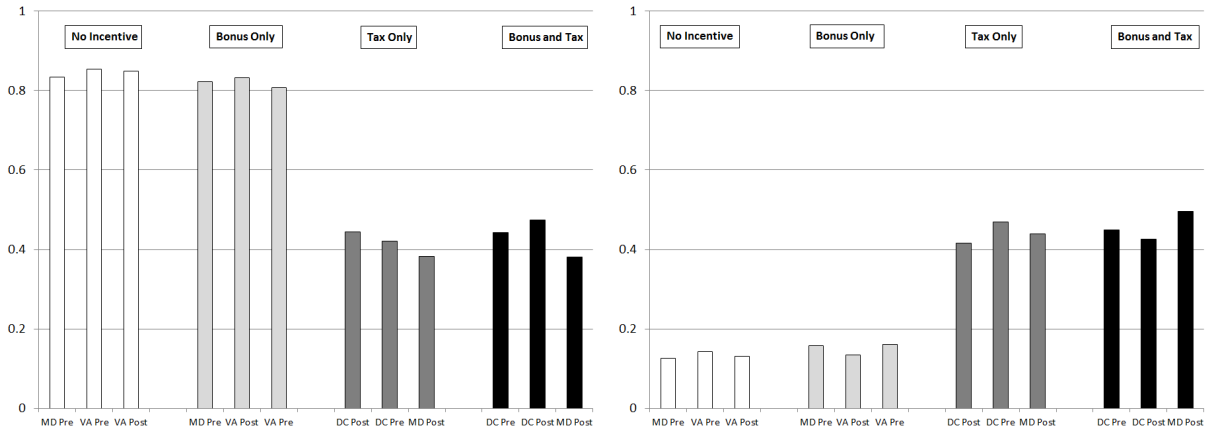 1
No Incentive
Bonus Only
Tax Only
Bonus and Tax
0.8
0.6
0.4
0.2
0
MD Pre VA Pre VA Post MD Pre VA Post VA Pre DC Post DC Pre MD Post DC Pre DC Post MD Post
1
No Incentive
Bonus Only
Tax Only
Bonus and Tax
0.8
0.6
0.4
0.2
0
MD Pre VA Pre VA Post MD Pre VA Post VA Pre DC Post DC Pre MD Post DC Pre DC Post MD Post